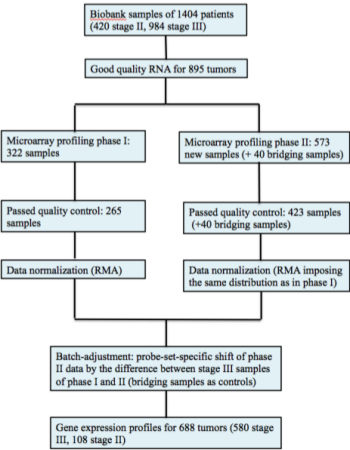 Biobank samples of 1404 patients
(420 stage II, 984 stage III)
Good quality RNA for 895 tumors
Microarray profiling phase I:
322 samples
Microarray profiling phase II: 573
new samples (+ 40 bridging samples)
Passed quality control: 265
samples
Passed quality control: 423 samples
(+40 bridging samples)
Data normalization (RMA)
Data normalization (RMA imposing
the same distribution as in phase I)
Batch-adjustment: probe-set-specific shift of phase
II data by the difference between stage III samples
of phase I and II (bridging samples as controls)
Gene expression profiles for 688 tumors (580 stage
III, 108 stage II)